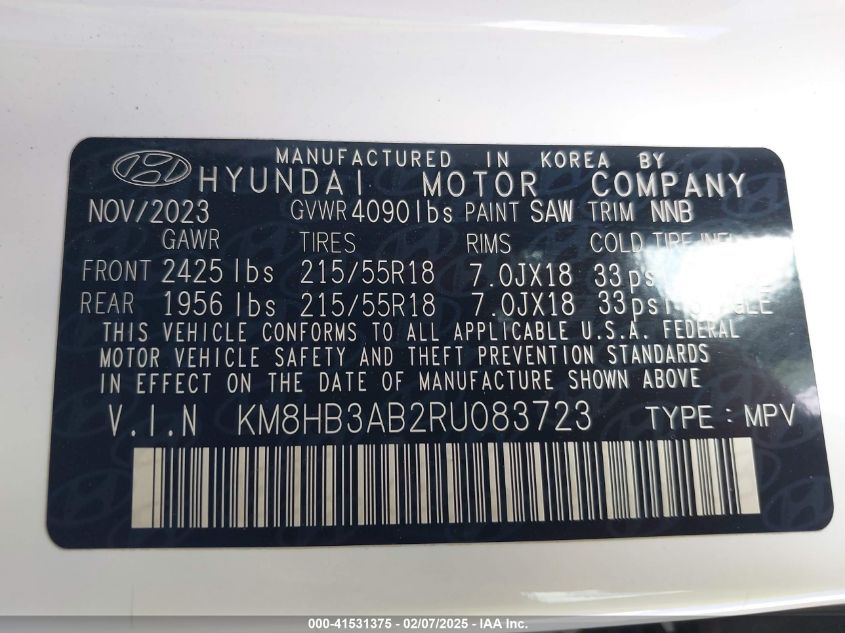 MANUFACTURED IN KOREA BY
HYUNDAI MOTOR COMPANY
NOV/2023 GVWR 4090lbs PAINT SAW TRIM NNB
GAWR TIRES RIMS COLD TIRE
FRONT 2425 lbs 215/55R18 7.0JX18 33
REAR 1956 lbs 215/55R18 7.0JX18 33psi
THIS VEHICLE CONFORMS TO ALL APPLICABLE U.S.A. FEDERAL
MOTOR VEHICLE SAFETY AND THEFT PREVENTION STANDARDS
IN EFFECT ON THE DATE OF MANUFACTURE SHOWN ABOVE.
V.I.N KM8HB3AB2RU083723 TYPE : MPV
000-41531375 - 02/07/2025 - IAA Inc.